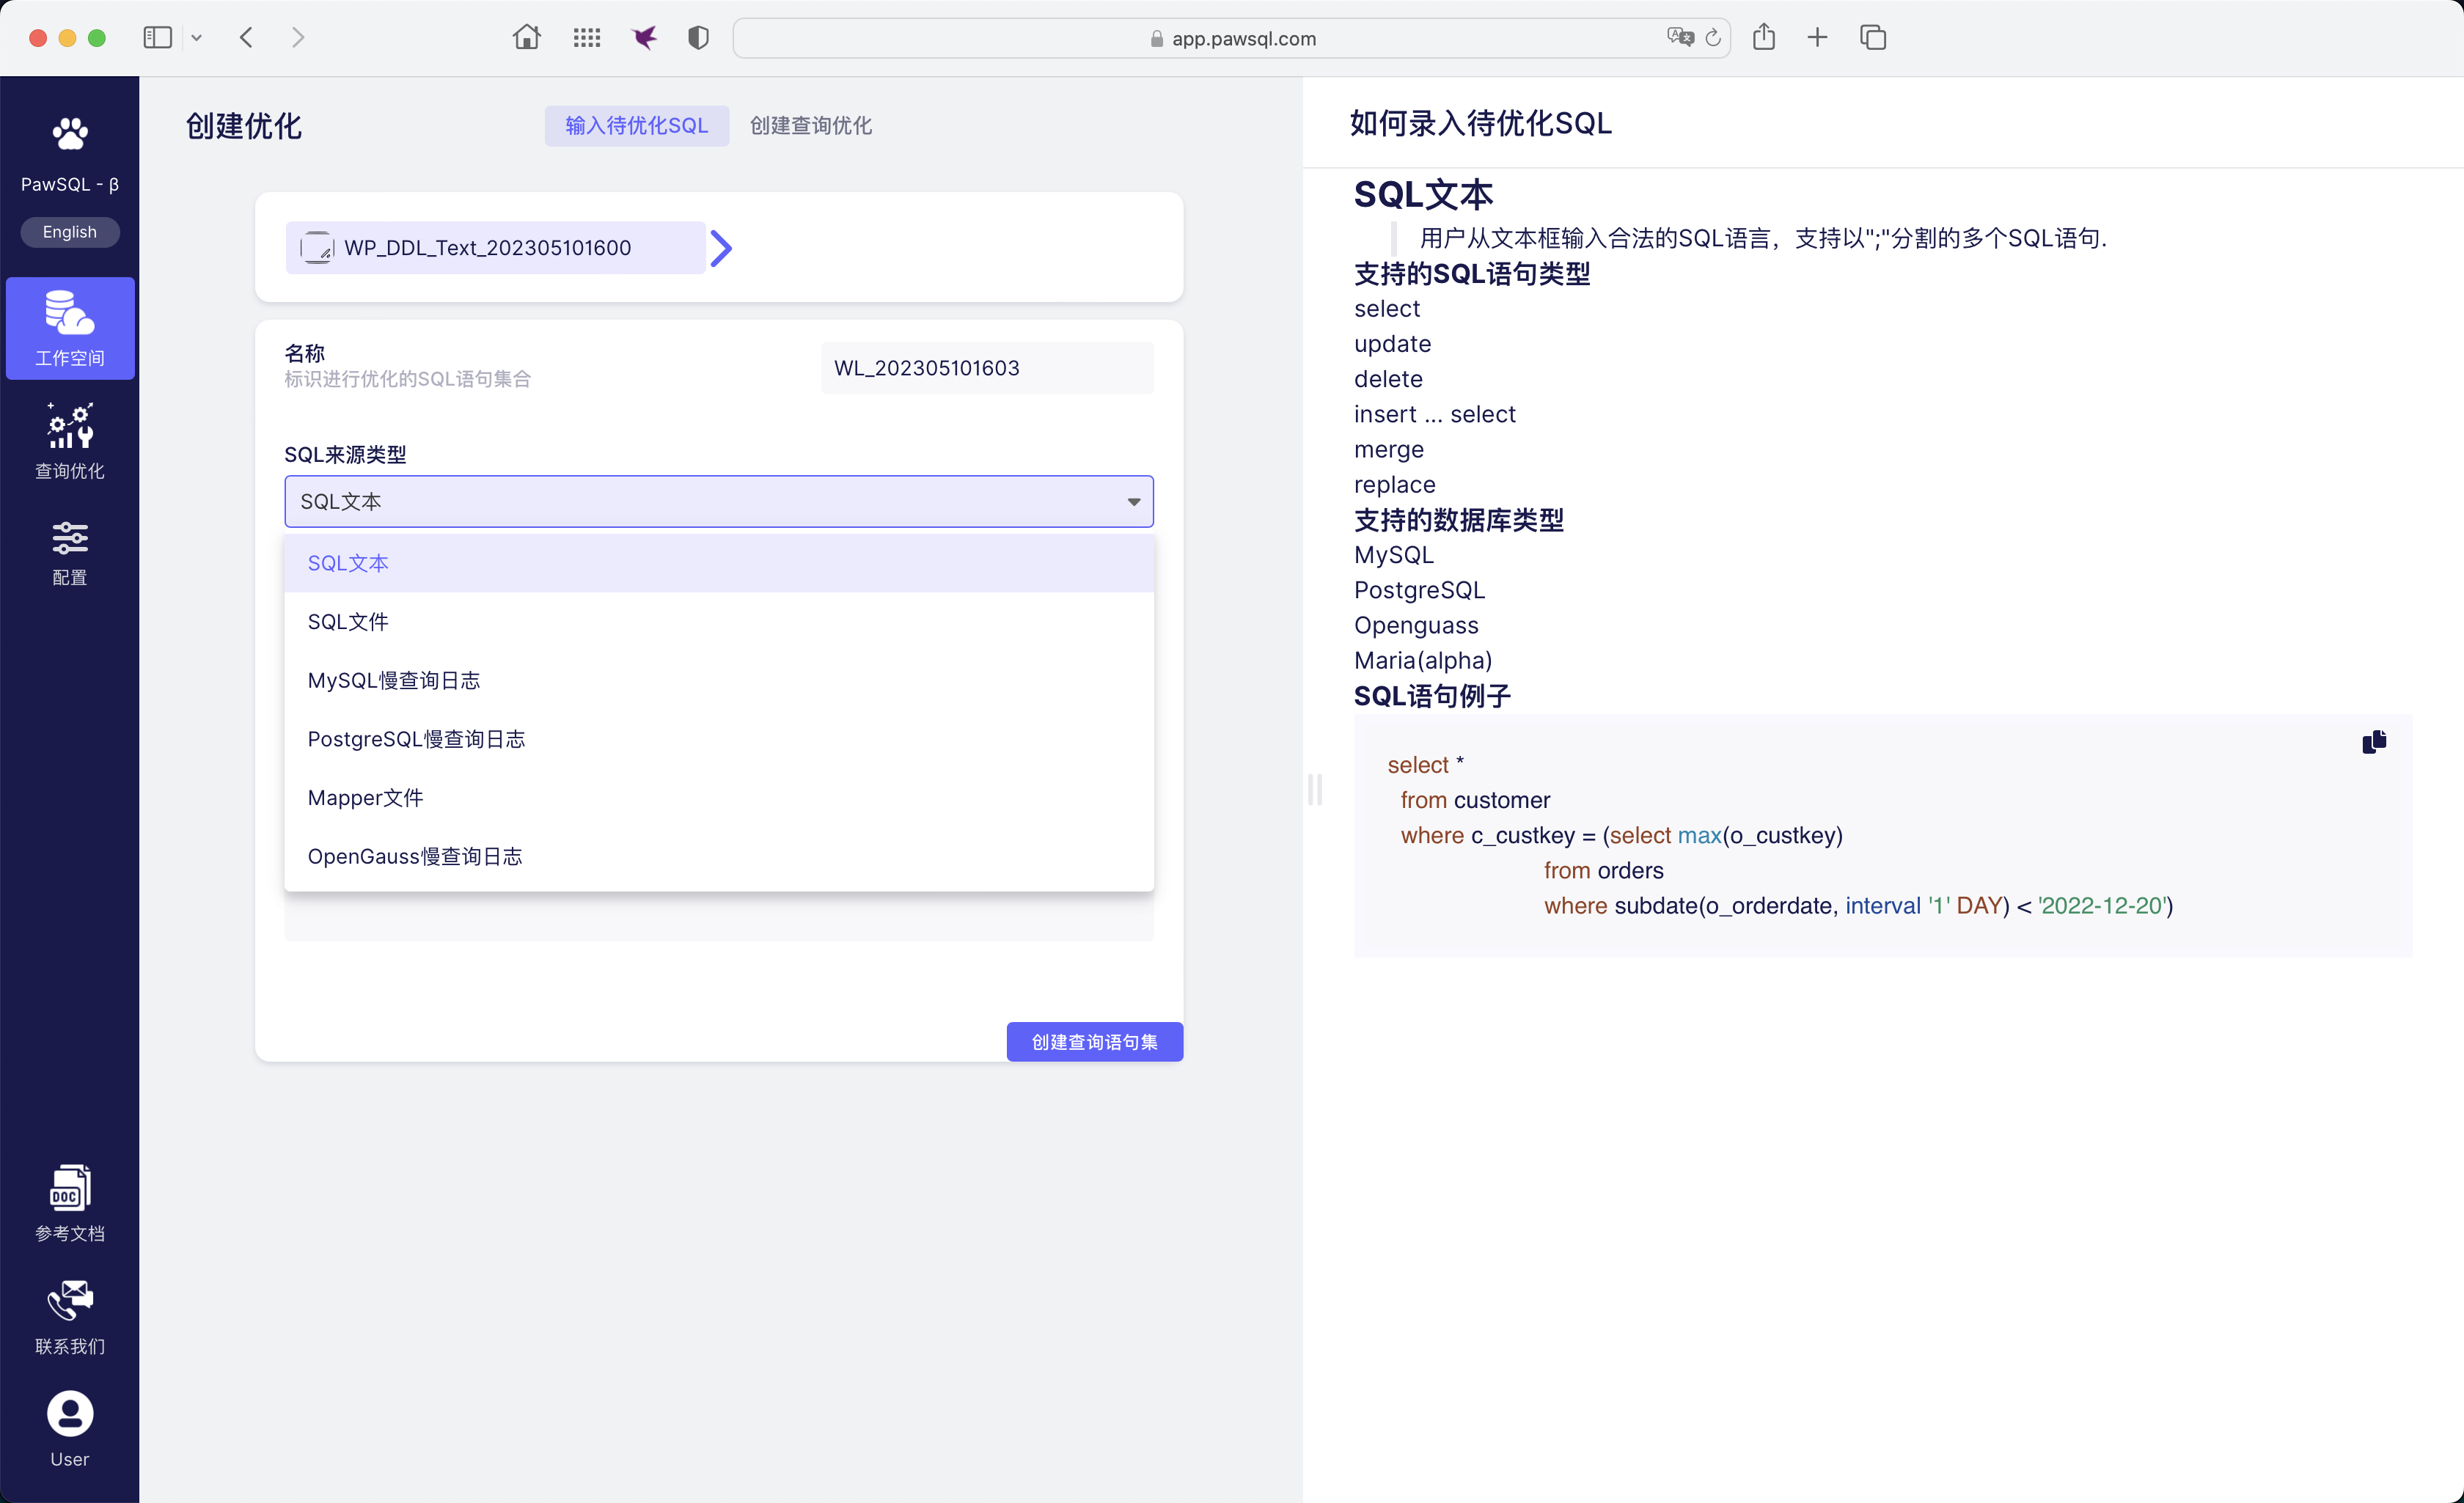 app.pawsql.com
PawSQL - β
English
工作空间
查询优化
配置
DOC
参考文档
联系我们
User
创建优化
输入待优化SQL
创建查询优化
WP_DDL_Text_202305101600
名称
标识进行优化的SQL语句集合
WL_202305101603
SQL来源类型
SQL文本
SQL文本
SQL文件
MySQL慢查询日志
PostgreSQL慢查询日志
Mapper文件
OpenGauss慢查询日志
创建查询语句集
如何录入待优化SQL
SQL文本
用户从文本框输入合法的SQL语言，支持以";"分割的多个SQL语句.
支持的SQL语句类型
select
update
delete
insert ... select
merge
replace
支持的数据库类型
MySQL
PostgreSQL
Openguass
Maria(alpha)
SQL语句例子
select *
from customer
where c_custkey = (select max(o_custkey)
from orders
where subdate(o_orderdate, interval '1' DAY) < '2022-12-20')